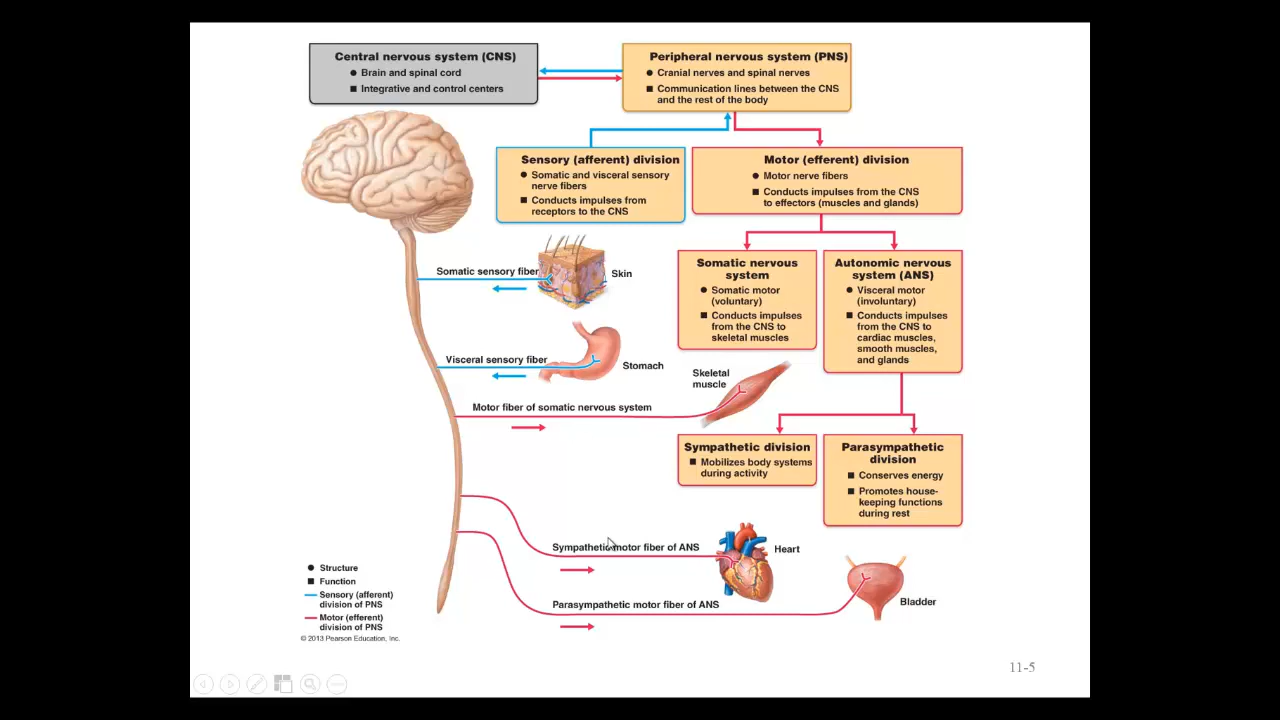 Central nervous system (CNS)
● Brain and spinal cord
■ Integrative and control centers
Peripheral nervous system (PNS)
● Cranial nerves and spinal nerves
■ Communication lines between the CNS
and the rest of the body
Sensory (afferent) division
● Somatic and visceral sensory
nerve fibers
■ Conducts impulses from
receptors to the CNS
Motor (efferent) division
● Motor nerve fibers
■ Conducts impulses from the CNS
to effectors (muscles and glands)
Somatic sensory fiber
Skin
Somatic nervous
system
● Somatic motor
(voluntary)
■ Conducts impulses
from the CNS to
skeletal muscles
Autonomic nervous
system (ANS)
● Visceral motor
(involuntary)
■ Conducts impulses
from the CNS to
cardiac muscles,
smooth muscles,
and glands
Visceral sensory fiber
Stomach
Skeletal
muscle
Motor fiber of somatic nervous system
Sympathetic division
■ Mobilizes body systems
during activity
Parasympathetic
division
■ Conserves energy
■ Promotes house-
keeping functions
during rest
Sympathetic motor fiber of ANS
Heart
Parasympathetic motor fiber of ANS
Bladder
● Structure
■ Function
Sensory (afferent)
division of PNS
Motor (efferent)
division of PNS
© 2013 Pearson Education, Inc.
11-5